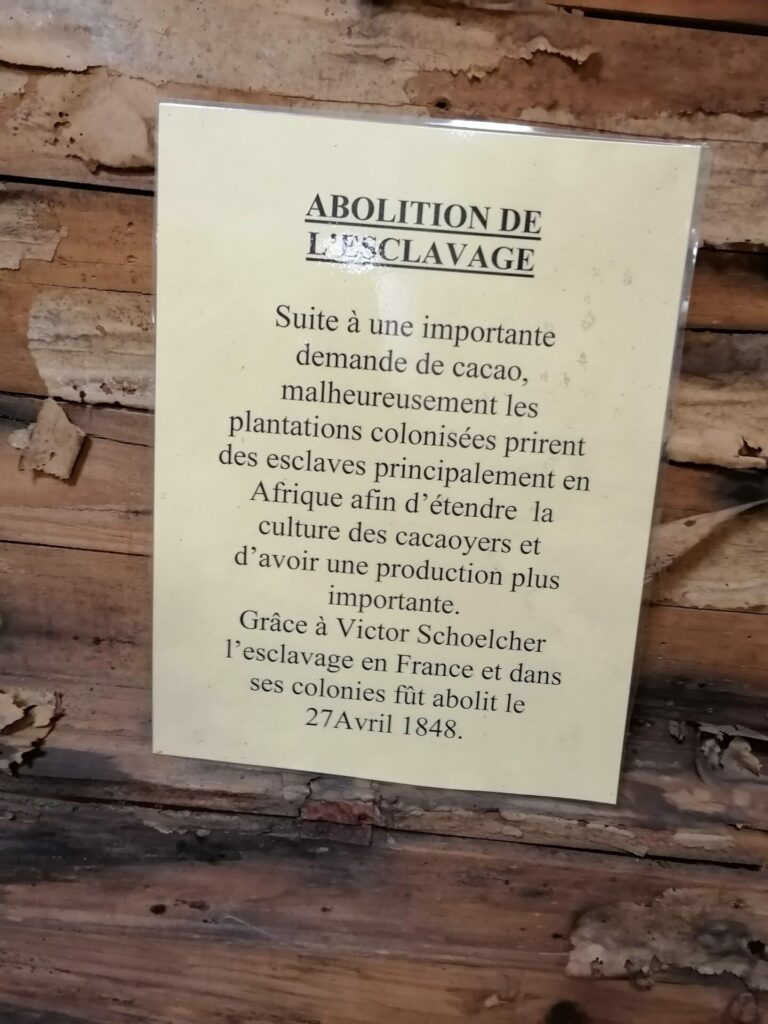 ABOLITION DE
L'ESCLAVAGE
Suite à une importante
demande de cacao,
malheureusement les
plantations colonisées prirent
des esclaves principalement en
Afrique afin d'étendre la
culture des cacaoyers et
d'avoir une production plus
importante.
Grâce à Victor Schoelcher
l'esclavage en France et dans
ses colonies fût abolit le
27Avril 1848.